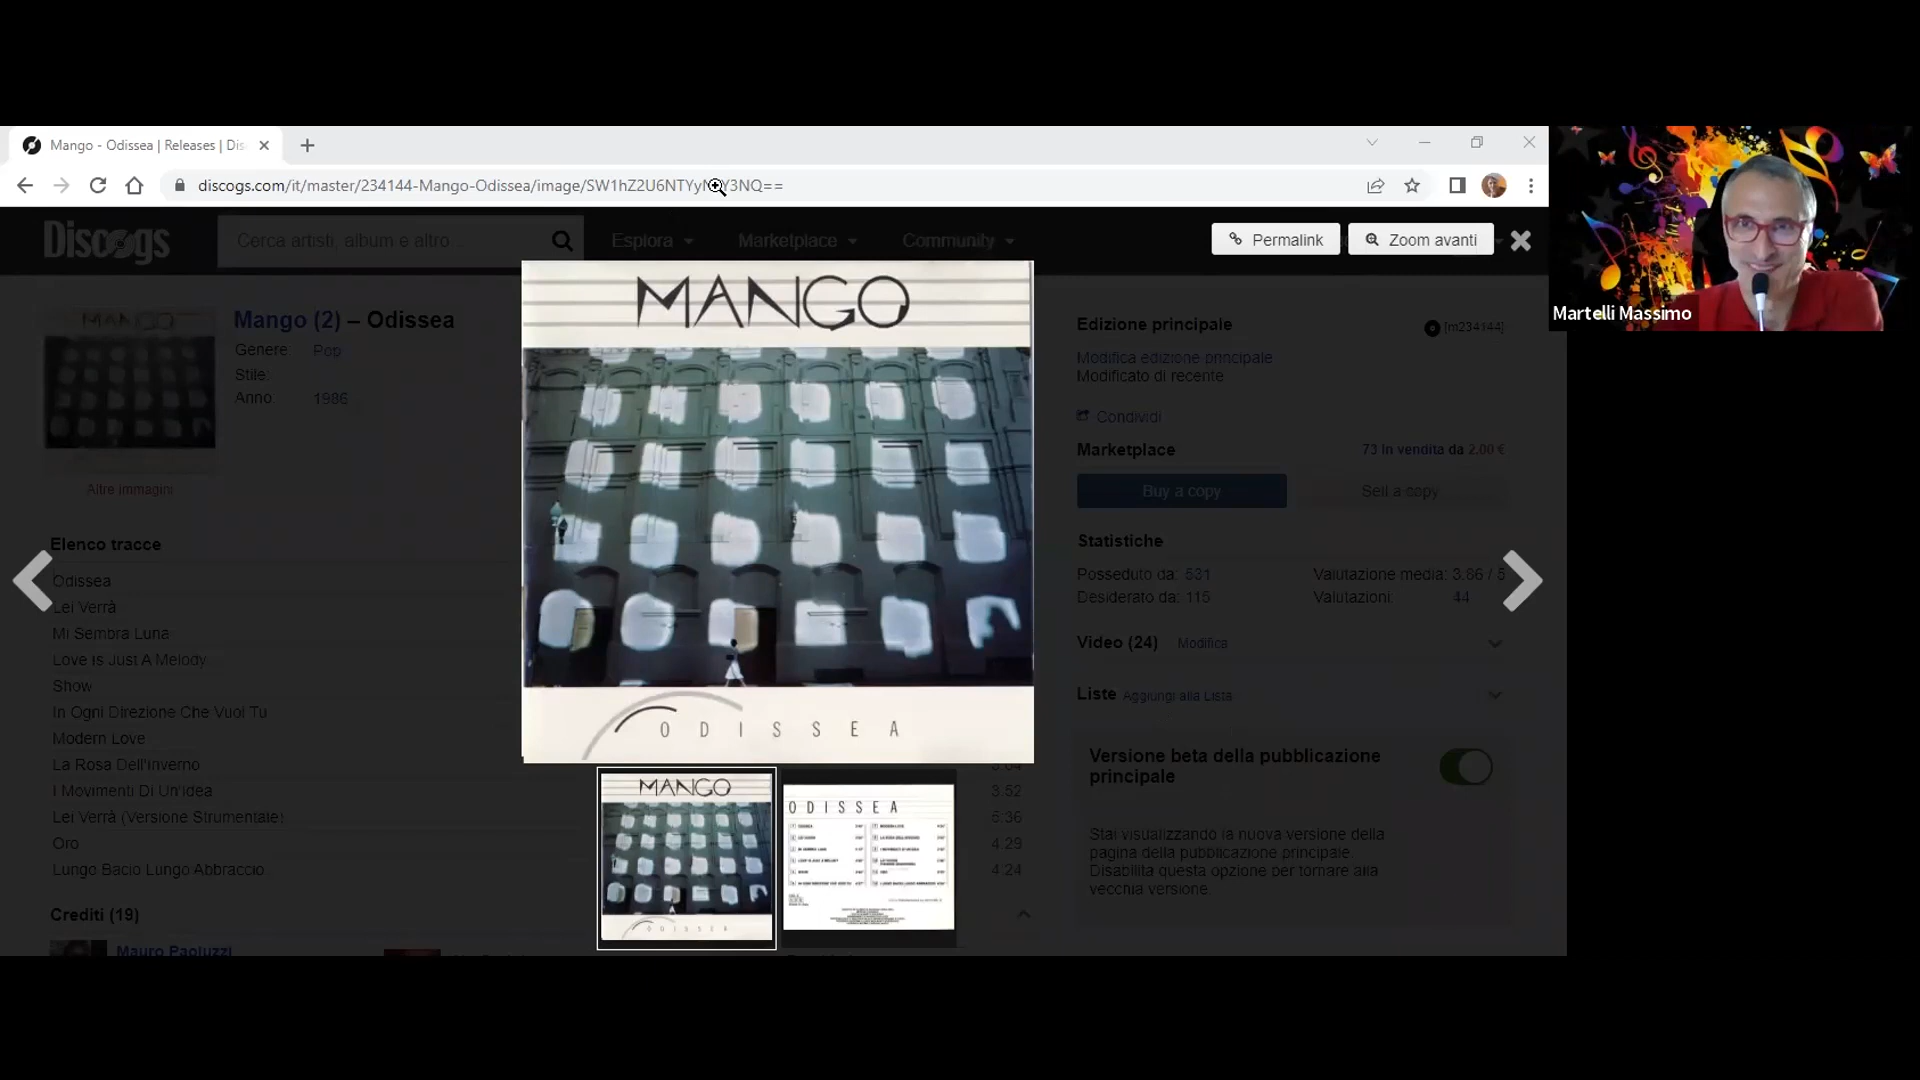 Mango - Odissea | Releases | Dis
discogs.com/it/master/234144-Mango-Odissea/image/
Discogs
Cerca artisti, album e altro...
Esplora
Marketplace
Community
Permalink
Zoom avanti
MANGO
ODISSEA
Mango (2) – Odissea
Genere:
Pop
Stile:
Anno:
1986
Altre immagini
Elenco tracce
Odissea
Lei Verrà
Mi Sembra Luna
Love Is Just A Melody
Show
In Ogni Direzione Che Vuoi Tu
Modern Love
La Rosa Dell'inverno
I Movimenti Di Un'idea
3:52
Lei Verrà (Versione Strumentale)
5:36
Oro
4:29
Lungo Bacio Lungo Abbraccio
4:24
Crediti (19)
Mauro Paoluzzi
MANGO
ODISSEA
ODISSEA
Edizione principale
[m234144]
Modifica edizione principale
Modificato di recente
Condividi
Marketplace
73 in vendita da 2,00 €
Buy a copy
Sell a copy
Statistiche
Posseduto da: 531
Valutazione media: 3.86 / 5
Desiderato da: 115
Valutazioni: 44
Video (24)
Modifica
Liste
Aggiungi alla Lista
Versione beta della pubblicazione
principale
Stai visualizzando la nuova versione della
pagina della pubblicazione principale.
Disabilita questa opzione per tornare alla
vecchia versione.
Martelli Massimo